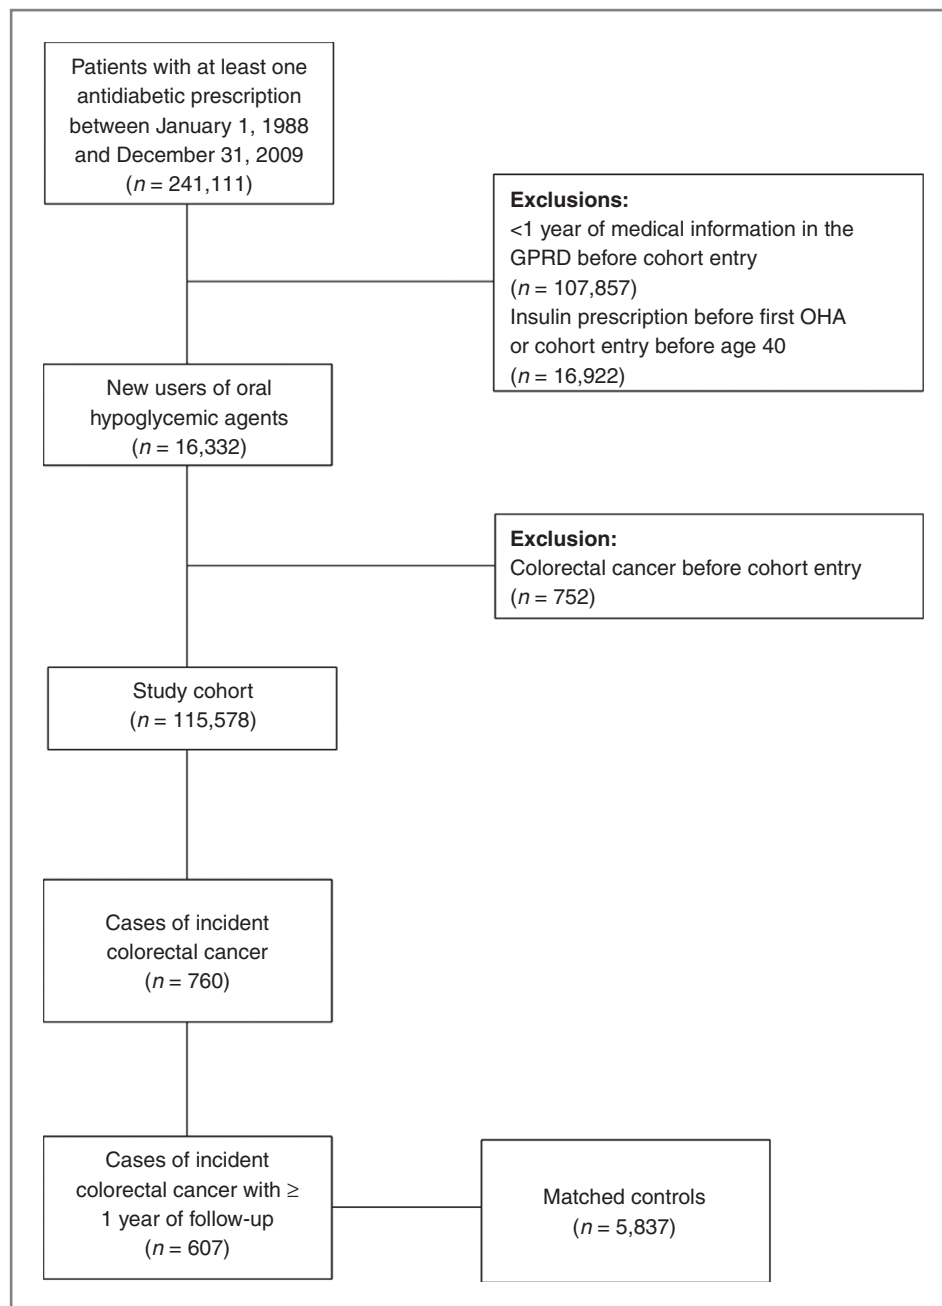 Patients with at least one
antidiabetic prescription
between January 1, 1988
and December 31, 2009
(n = 241,111)
Exclusions:
<1 year of medical information in the
GPRD before cohort entry
(n = 107,857)
Insulin prescription before first OHA
or cohort entry before age 40
(n = 16,922)
New users of oral
hypoglycemic agents
(n = 16,332)
Exclusion:
Colorectal cancer before cohort entry
(n = 752)
Study cohort
(n = 115,578)
Cases of incident
colorectal cancer
(n = 760)
Cases of incident
colorectal cancer with ≥
1 year of follow-up
(n = 607)
Matched controls
(n = 5,837)